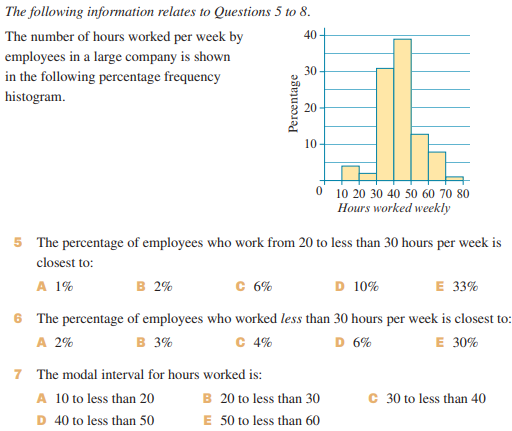 The following information relates to Questions 5 to 8.
The number of hours worked per week by
employees in a large company is shown
in the following percentage frequency
histogram.
40
30
20
10
Percentage
0 10 20 30 40 50 60 70 80
Hours worked weekly
5 The percentage of employees who work from 20 to less than 30 hours per week is
closest to:
A 1% B 2% C 6% D 10% E 33%
6 The percentage of employees who worked less than 30 hours per week is closest to:
A 2% B 3% C 4% D 6% E 30%
7 The modal interval for hours worked is:
A 10 to less than 20 B 20 to less than 30 C 30 to less than 40
D 40 to less than 50 E 50 to less than 60